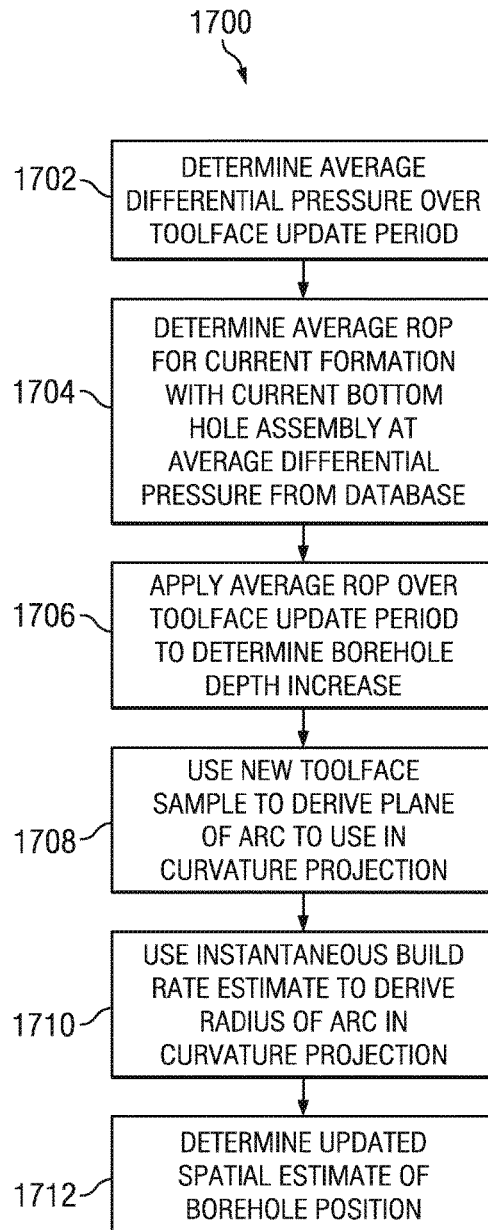 1700
1702
DETERMINE AVERAGE
DIFFERENTIAL PRESSURE OVER
TOOLFACE UPDATE PERIOD
1704
DETERMINE AVERAGE ROP
FOR CURRENT FORMATION
WITH CURRENT BOTTOM
HOLE ASSEMBLY AT
AVERAGE DIFFERENTIAL
PRESSURE FROM DATABASE
1706
APPLY AVERAGE ROP OVER
TOOLFACE UPDATE PERIOD
TO DETERMINE BOREHOLE
DEPTH INCREASE
1708
USE NEW TOOLFACE
SAMPLE TO DERIVE PLANE
OF ARC TO USE IN
CURVATURE PROJECTION
1710
USE INSTANTANEOUS BUILD
RATE ESTIMATE TO DERIVE
RADIUS OF ARC IN
CURVATURE PROJECTION
1712
DETERMINE UPDATED
SPATIAL ESTIMATE OF
BOREHOLE POSITION